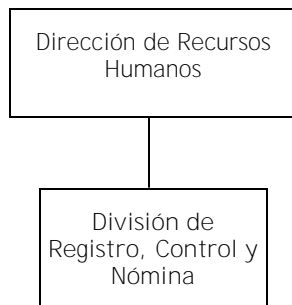 Dirección de Recursos
Humanos
División de
Registro, Control y
Nómina